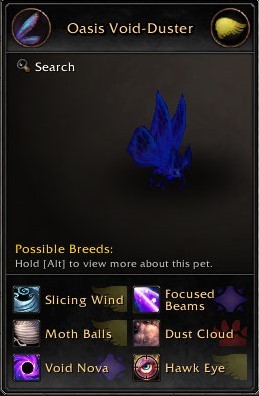 Oasis Void-Duster
Search
Possible Breeds:
Hold [Alt] to view more about this pet.
Slicing Wind
Focused
Beams
Moth Balls
Dust Cloud
Void Nova
Hawk Eye